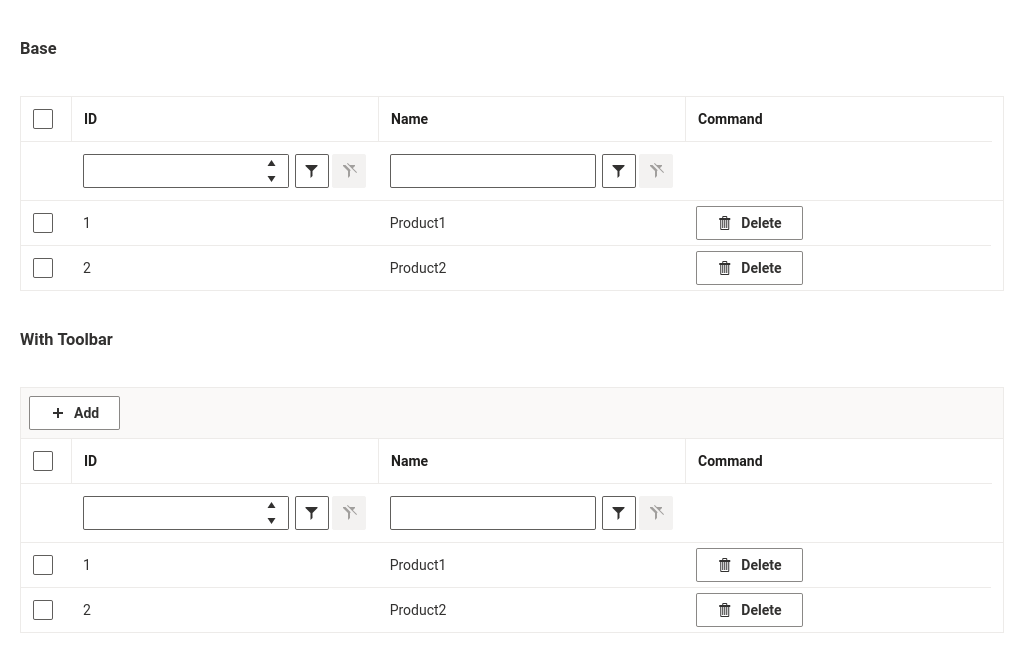 Base
ID Name Command
1 Product1 Delete
2 Product2 Delete
With Toolbar
Add
ID Name Command
1 Product1 Delete
2 Product2 Delete